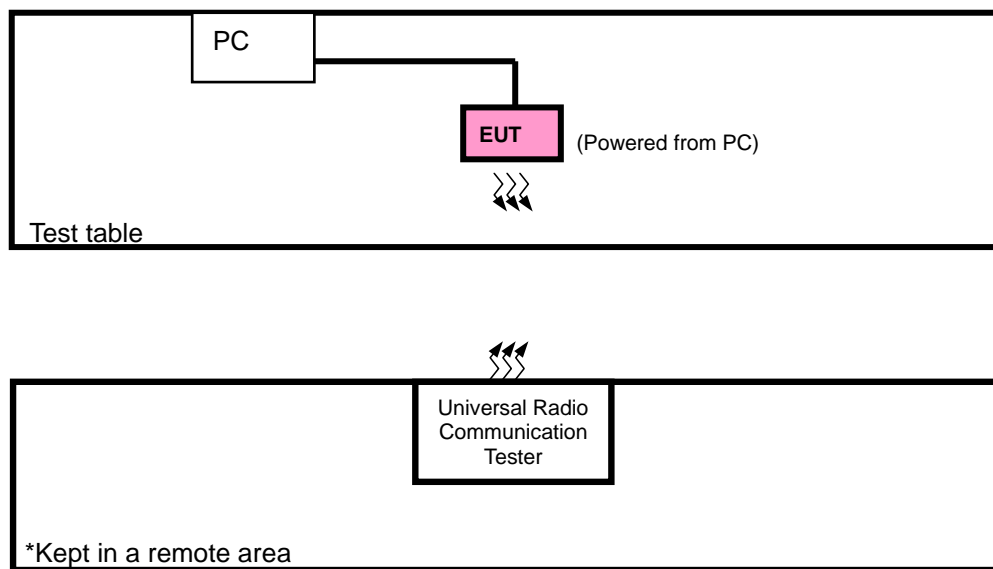 PC
EUT
(Powered from PC)
Test table
Universal Radio
Communication
Tester
*Kept in a remote area